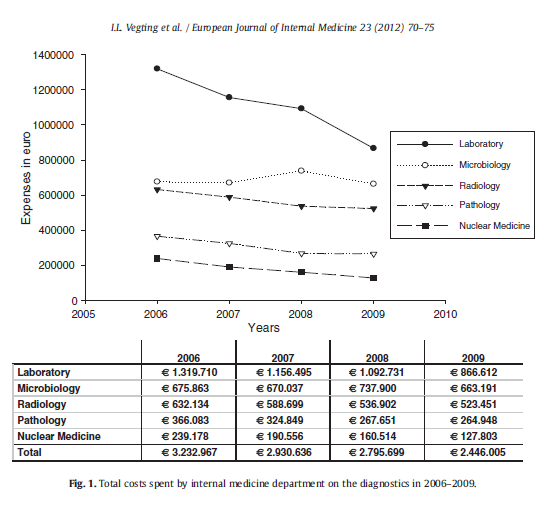 I.L. Vegting et al. / European Journal of Internal Medicine 23 (2012) 70–75
1400000
1200000
1000000
800000
600000
400000
200000
0
Expenses in euro
2005 2006 2007 2008 2009 2010
Years
Laboratory
Microbiology
Radiology
Pathology
Nuclear Medicine
2006 2007 2008 2009
Laboratory € 1.319.710 € 1.156.495 € 1.092.731 € 866.612
Microbiology € 675.863 € 670.037 € 737.900 € 663.191
Radiology € 632.134 € 588.699 € 536.902 € 523.451
Pathology € 366.083 € 324.849 € 267.651 € 264.948
Nuclear Medicine € 239.178 € 190.556 € 160.514 € 127.803
Total € 3.232.967 € 2.930.636 € 2.795.699 € 2.446.005
Fig. 1. Total costs spent by internal medicine department on the diagnostics in 2006–2009.